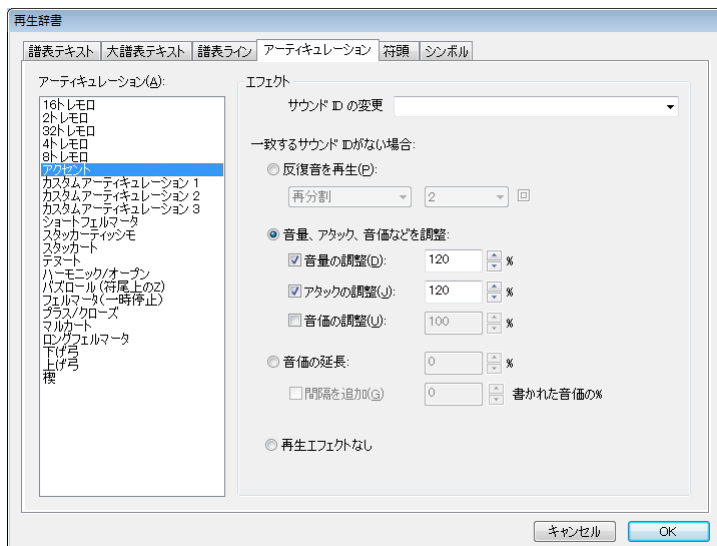 再生辞書
譜表テキスト 大譜表テキスト 譜表ライン アーティキュレーション 符頭 シンボル
アーティキュレーション(A):
16トレモロ
2トレモロ
32トレモロ
4トレモロ
8トレモロ
アクセント
カスタムアーティキュレーション 1
カスタムアーティキュレーション 2
カスタムアーティキュレーション 3
ショートフェルマータ
スタッカーティッシモ
スタッカート
テヌート
ハーモニック/オープン
バズロール (符尾上のZ)
フェルマータ(一時停止)
プラス/クローズ
マルカート
ロングフェルマータ
下げ弓
上げ弓
楔
エフェクト
サウンド ID の変更
一致するサウンド IDがない場合:
反復音を再生(P):
再分割 2
音量、アタック、音価などを調整:
音量の調整(D): 120 %
アタックの調整(J): 120 %
音価の調整(U): 100 %
音価の延長: 0 %
間隔を追加(G) 0 書かれた音価の%
再生エフェクトなし
キャンセル OK